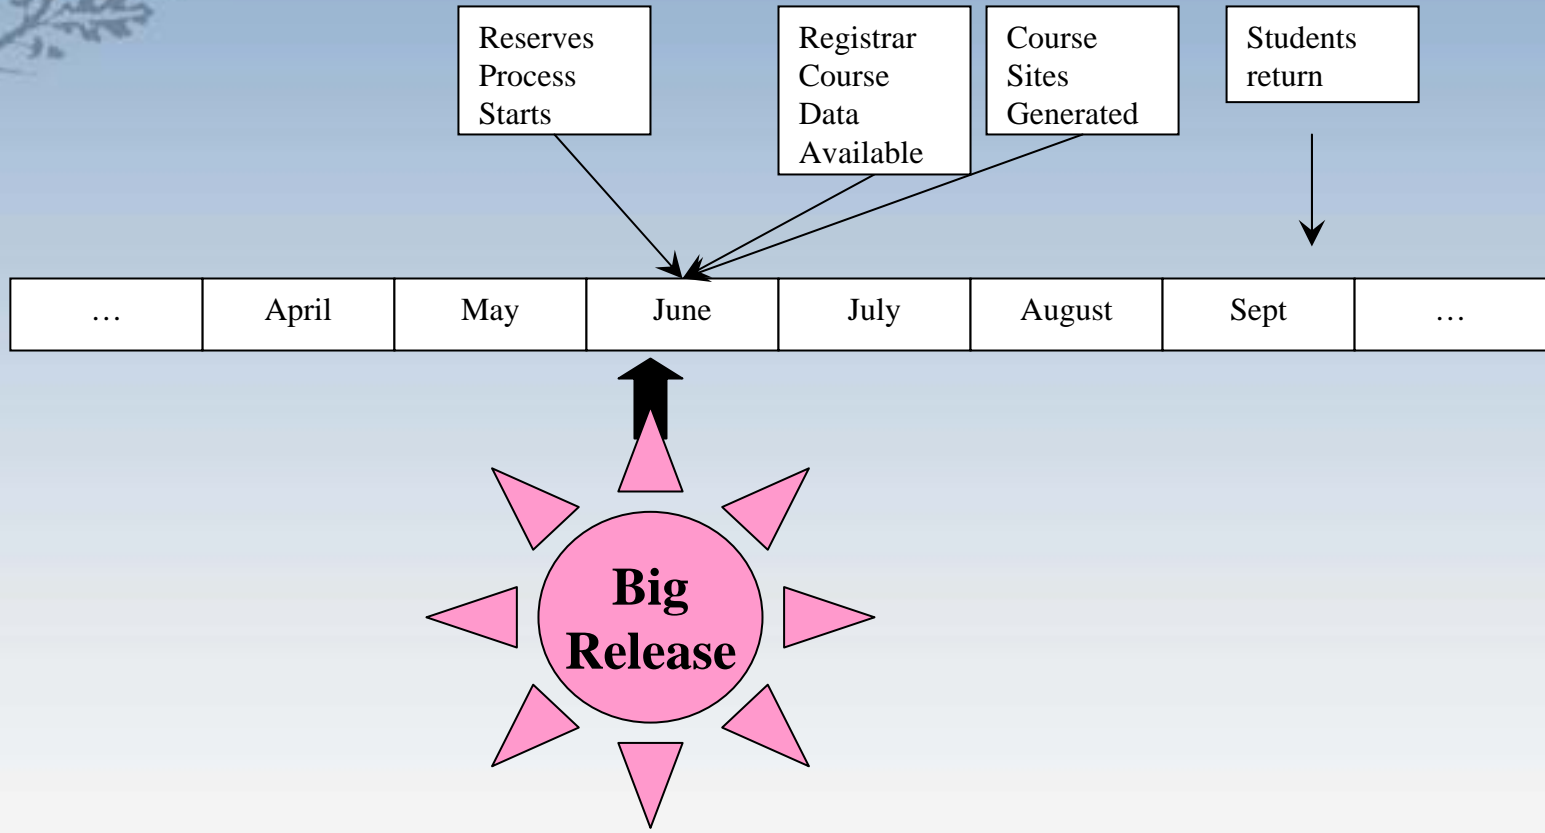 Reserves
Process
Starts
Registrar
Course
Data
Available
Course
Sites
Generated
Students
return
… April May June July August Sept …
Big
Release